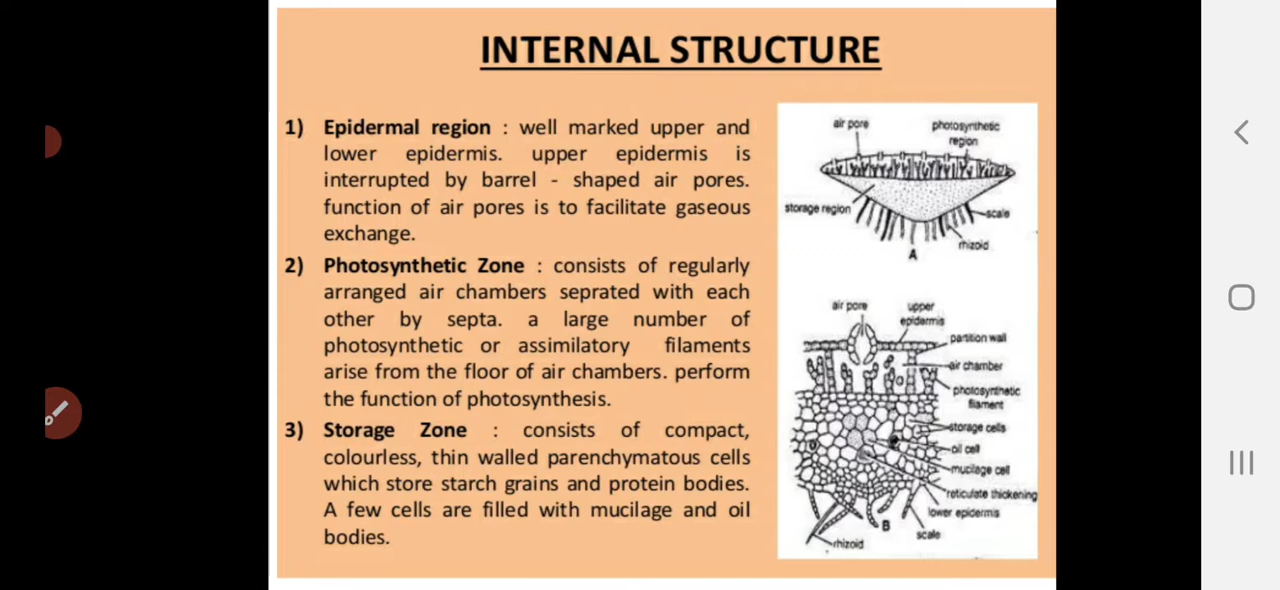 INTERNAL STRUCTURE
1) Epidermal region : well marked upper and
lower epidermis. upper epidermis is
interrupted by barrel - shaped air pores.
function of air pores is to facilitate gaseous
exchange.
2) Photosynthetic Zone : consists of regularly
arranged air chambers seprated with each
other by septa. a large number of
photosynthetic or assimilatory filaments
arise from the floor of air chambers. perform
the function of photosynthesis.
3) Storage Zone : consists of compact,
colourless, thin walled parenchymatous cells
which store starch grains and protein bodies.
A few cells are filled with mucilage and oil
bodies.
air pore
photosynthetic
region
storage region
scale
rhizoid
A
air pore
upper
epidermis
partition wall
air chamber
photosynthetic
filament
storage cells
oil cell
mucilage cell
reticulate thickening
lower epidermis
B
scale
rhizoid